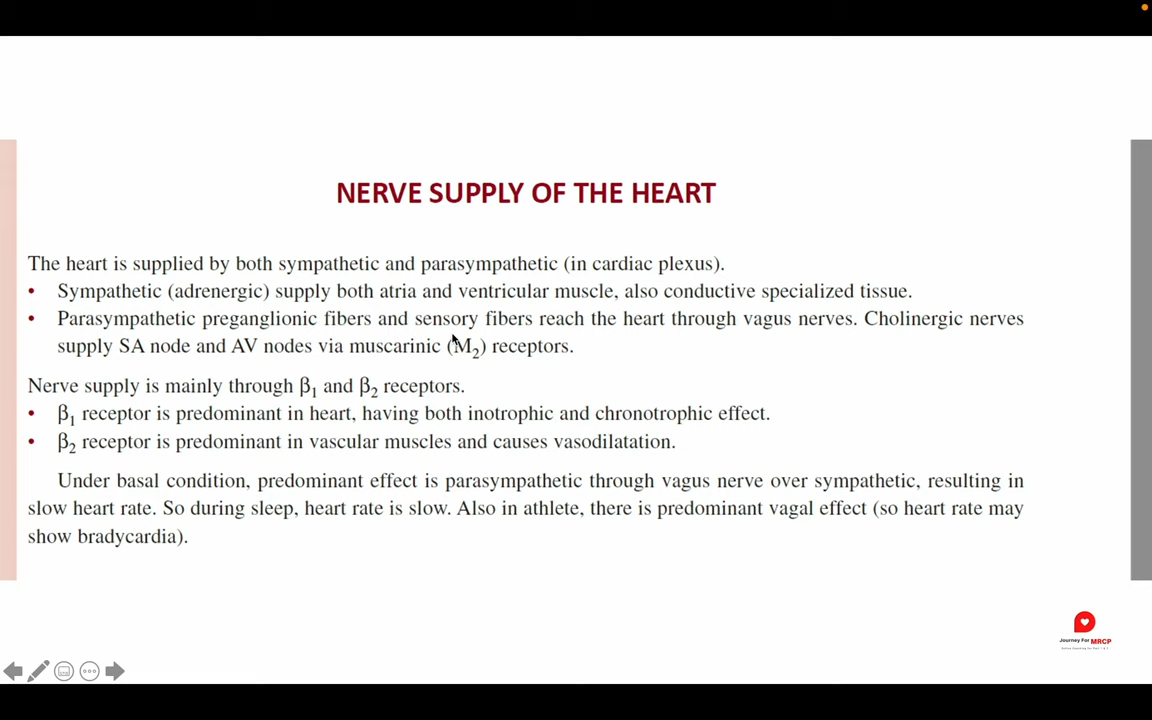 NERVE SUPPLY OF THE HEART
The heart is supplied by both sympathetic and parasympathetic (in cardiac plexus).
• Sympathetic (adrenergic) supply both atria and ventricular muscle, also conductive specialized tissue.
• Parasympathetic preganglionic fibers and sensory fibers reach the heart through vagus nerves. Cholinergic nerves
supply SA node and AV nodes via muscarinic (M₂) receptors.
Nerve supply is mainly through β₁ and β₂ receptors.
• β₁ receptor is predominant in heart, having both inotrophic and chronotrophic effect.
• β₂ receptor is predominant in vascular muscles and causes vasodilatation.
Under basal condition, predominant effect is parasympathetic through vagus nerve over sympathetic, resulting in
slow heart rate. So during sleep, heart rate is slow. Also in athlete, there is predominant vagal effect (so heart rate may
show bradycardia).
Journey For MRCP